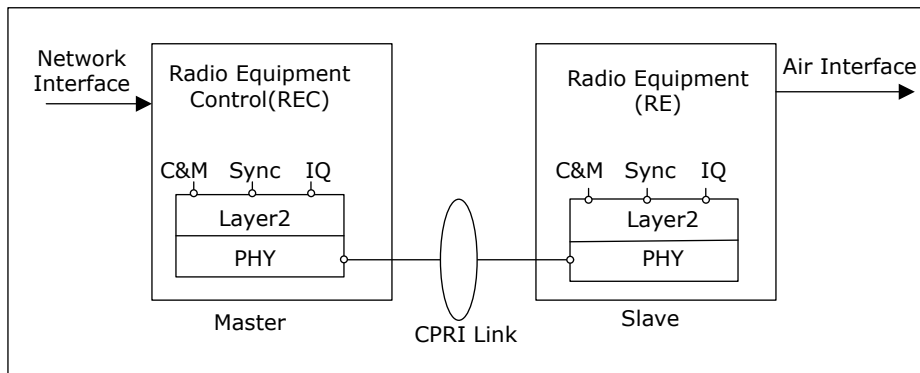 Network
Interface
Radio Equipment
Control(REC)
C&M Sync IQ
Layer2
PHY
Master
CPRI Link
Radio Equipment
(RE)
C&M Sync IQ
Layer2
PHY
Slave
Air Interface